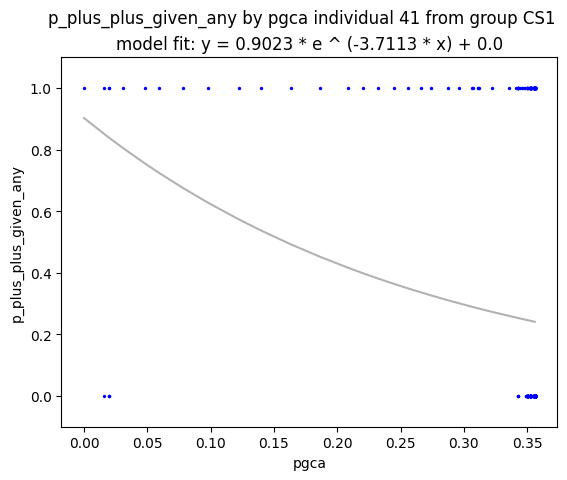 p_plus_plus_given_any by pgca individual 41 from group CS1
model fit: y = 0.9023 * e ^ (-3.7113 * x) + 0.0
p_plus_plus_given_any
1.0
0.8
0.6
0.4
0.2
0.0
0.00 0.05 0.10 0.15 0.20 0.25 0.30 0.35
pgca